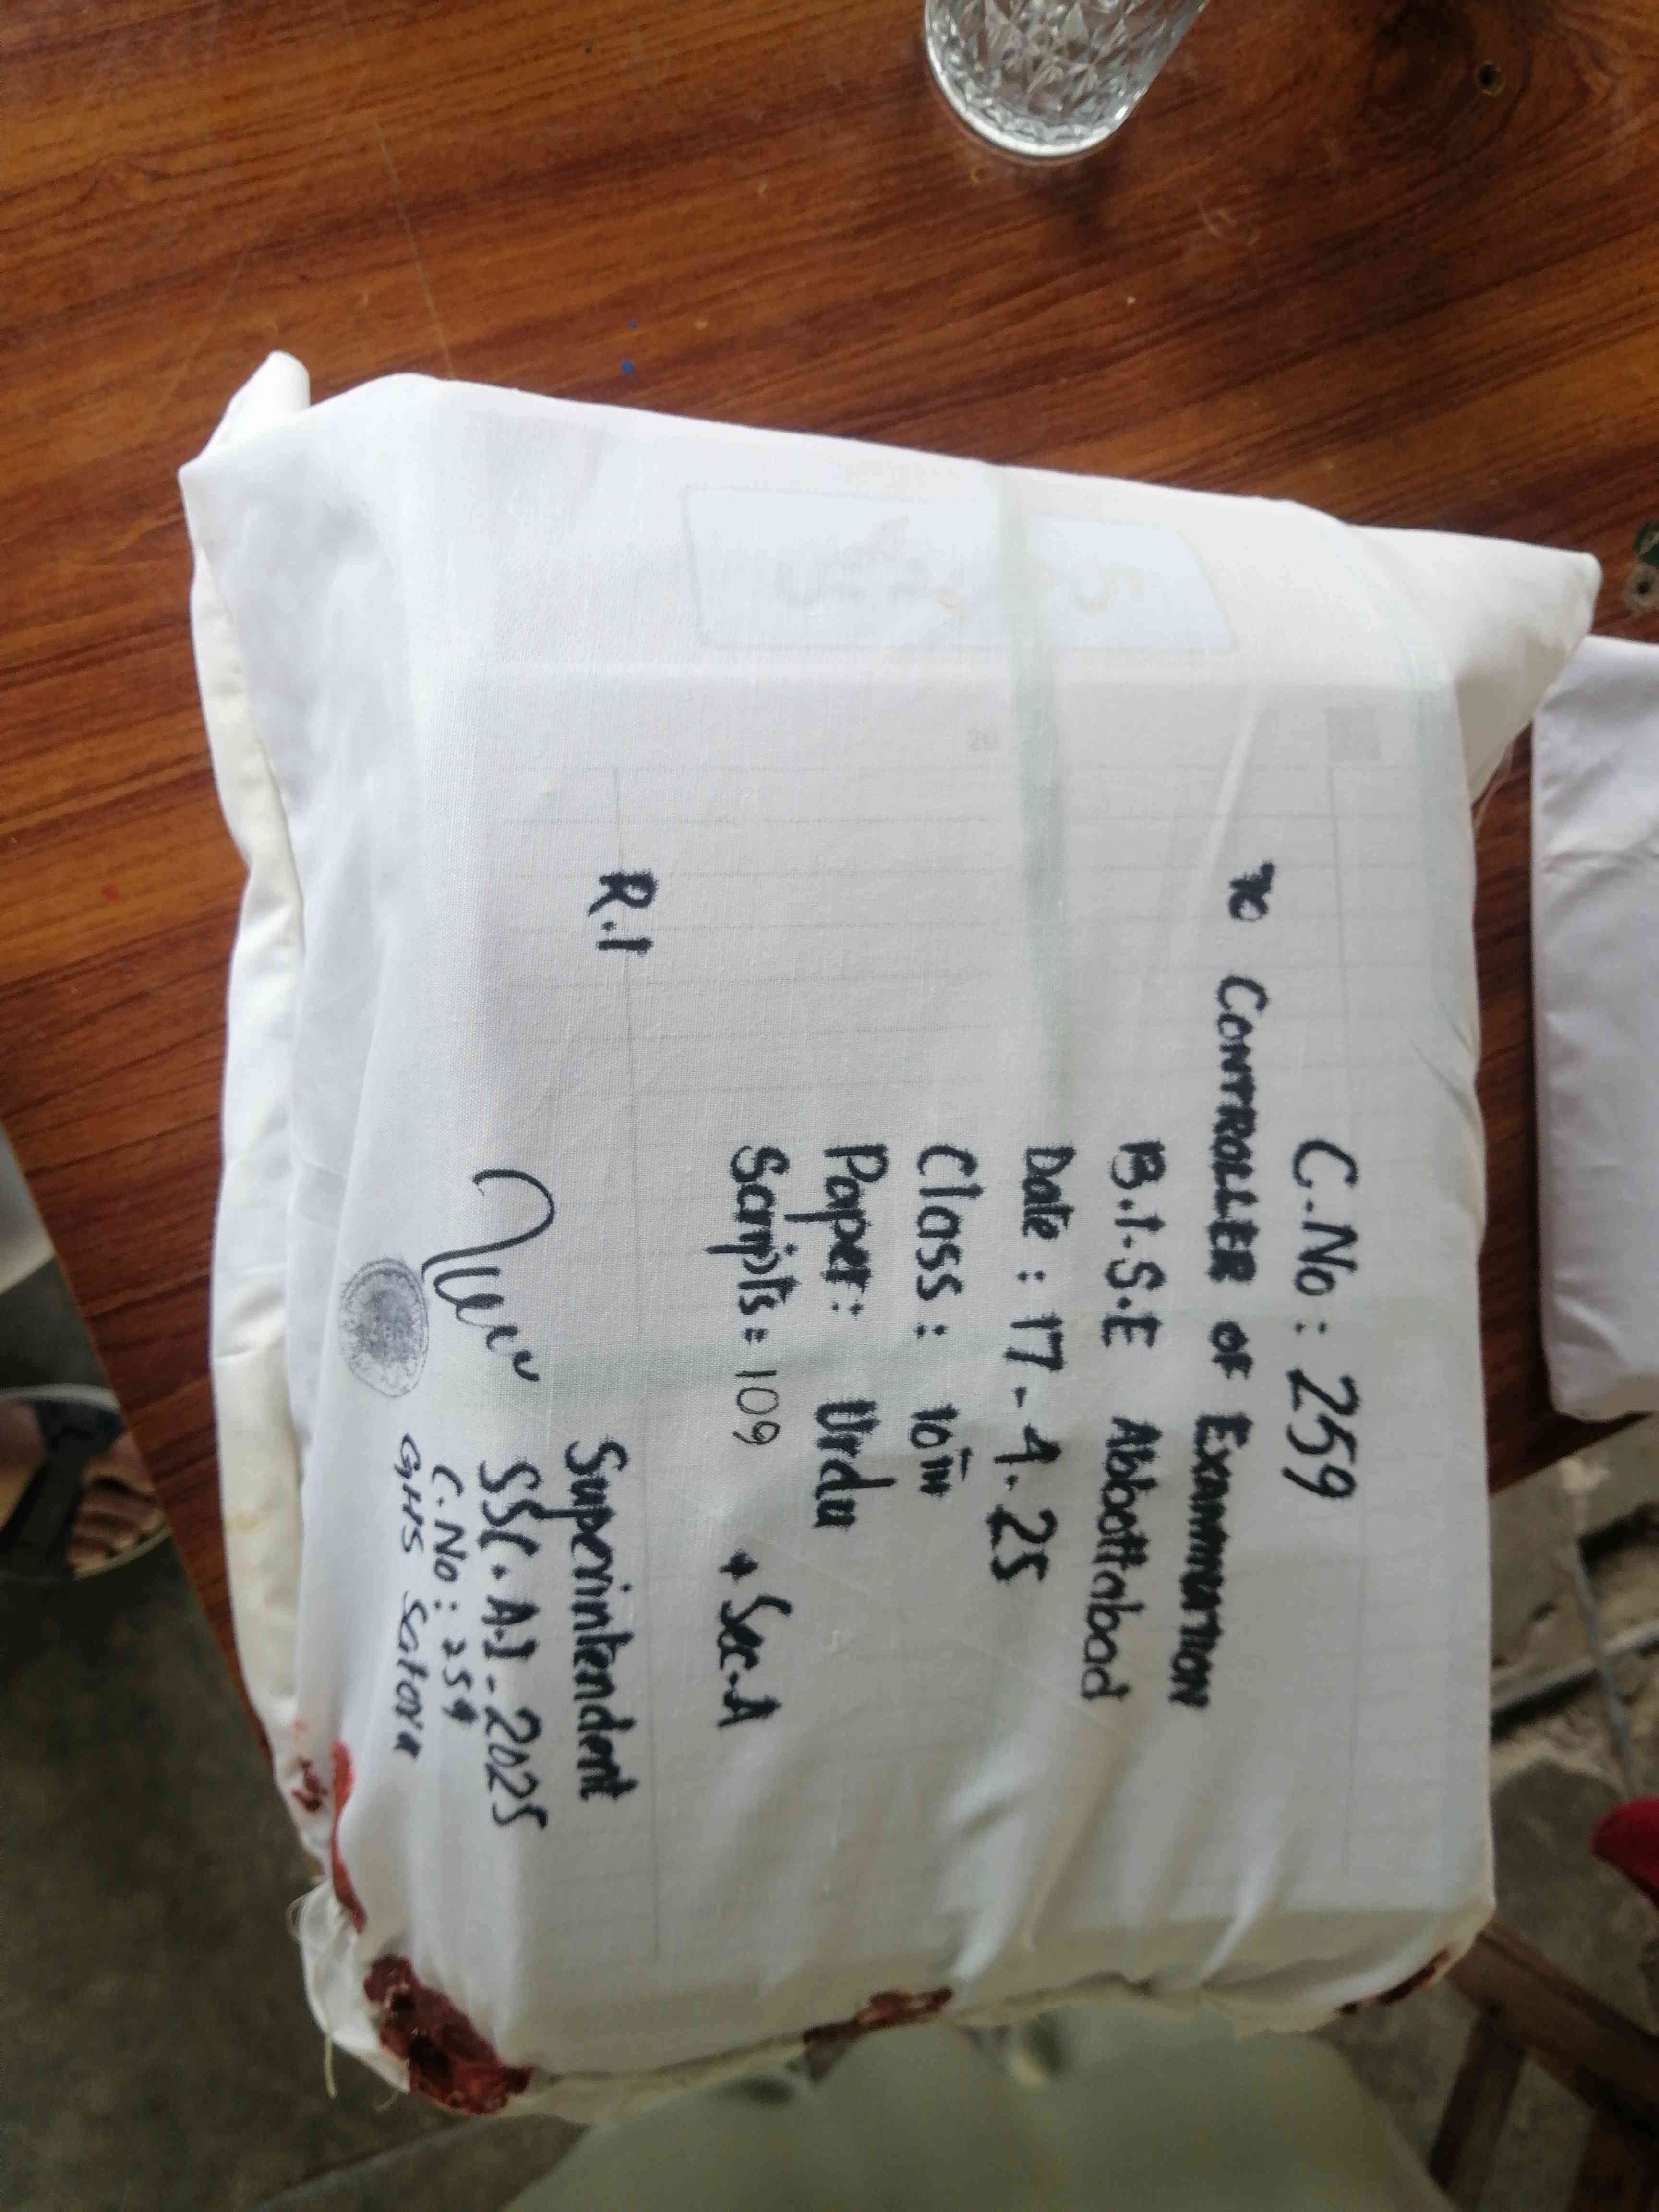 C.No : 259
To CONTROLLER OF EXAMINATION
B.I.S.E Abbottabad
Date : 17-4.25
Class : 10TH
Paper: Urdu
Scripts = 109 + Sec.A
R.I
Superintendent
SSC.A.I-2025
C.No : 259
GHS